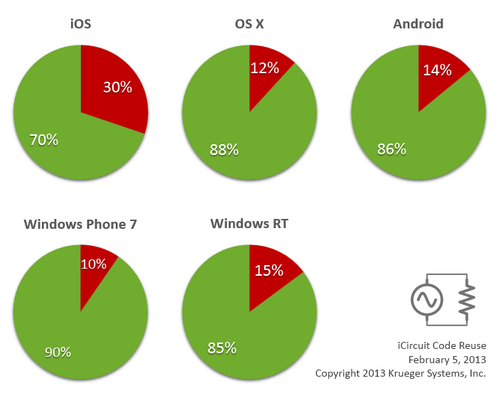 iOS
OS X
Android
30%
70%
12%
88%
14%
86%
Windows Phone 7
Windows RT
10%
90%
15%
85%
iCircuit Code Reuse
February 5, 2013
Copyright 2013 Krueger Systems, Inc.